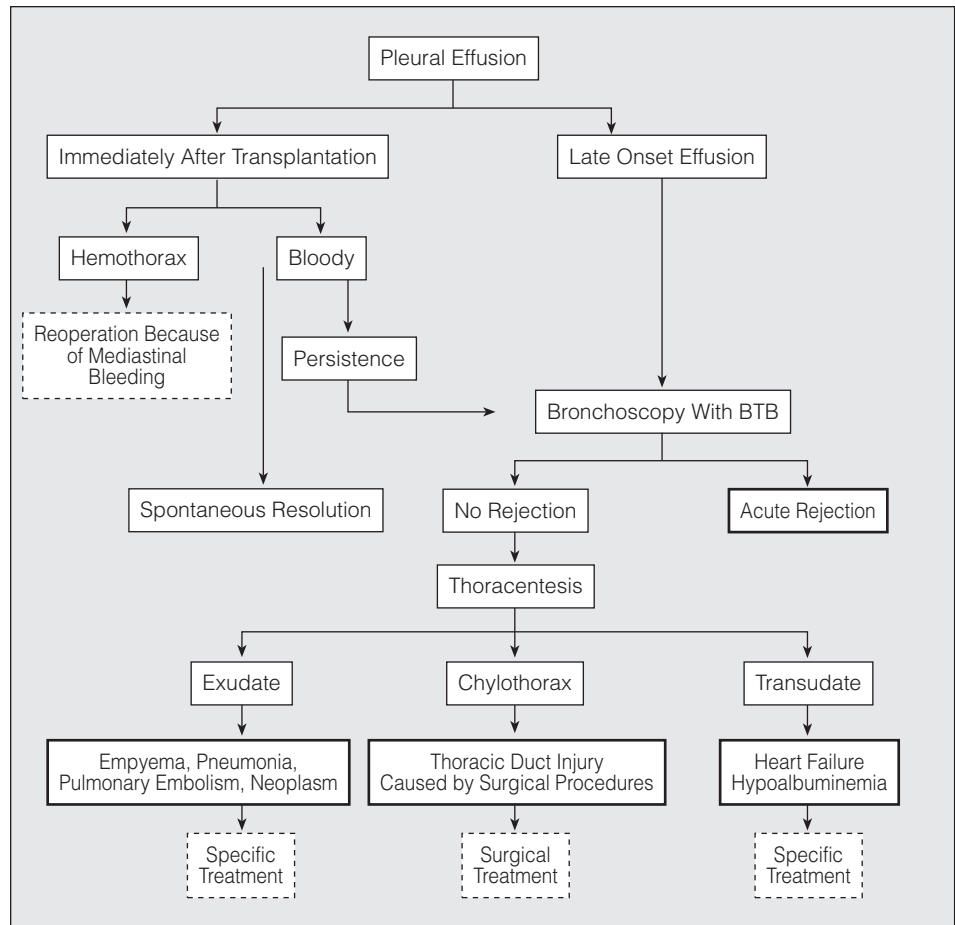 Pleural Effusion
Immediately After Transplantation
Late Onset Effusion
Hemothorax
Bloody
Reoperation Because
of Mediastinal
Bleeding
Persistence
Bronchoscopy With BTB
Spontaneous Resolution
No Rejection
Acute Rejection
Thoracentesis
Exudate
Chylothorax
Transudate
Empyema, Pneumonia,
Pulmonary Embolism, Neoplasm
Thoracic Duct Injury
Caused by Surgical Procedures
Heart Failure
Hypoalbuminemia
Specific
Treatment
Surgical
Treatment
Specific
Treatment